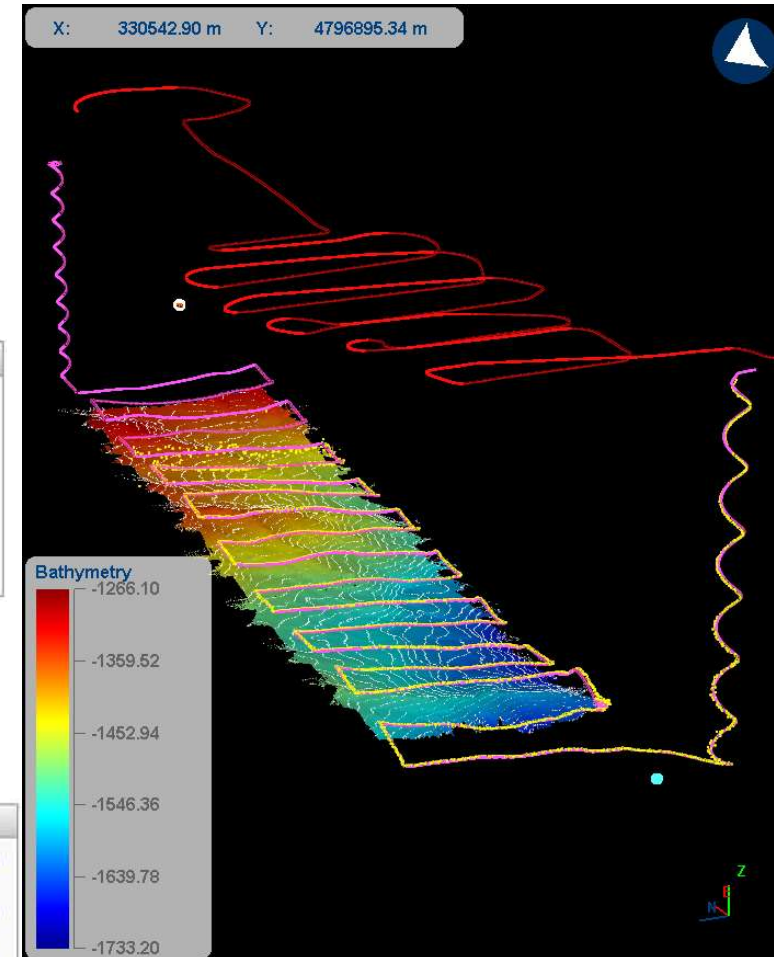 X: 330542.90 m Y: 4796895.34 m
Bathymetry
-1266.10
-1359.52
-1452.94
-1546.36
-1639.78
-1733.20
Z
E
N